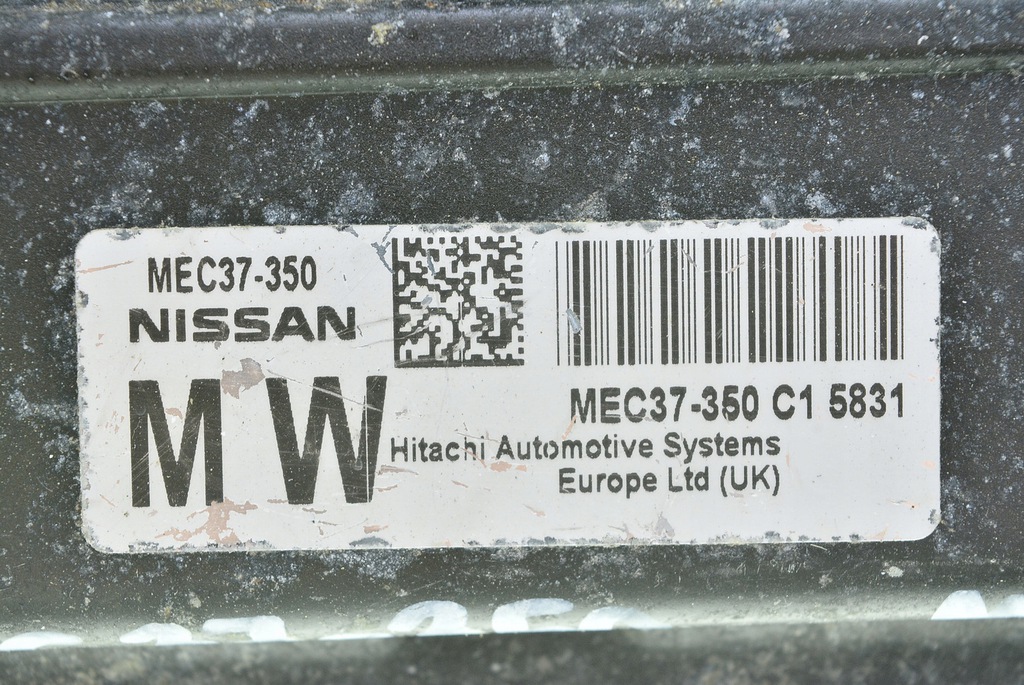 MEC37-350
NISSAN
MW
MEC37-350 C1 5831
Hitachi Automotive Systems
Europe Ltd (UK)